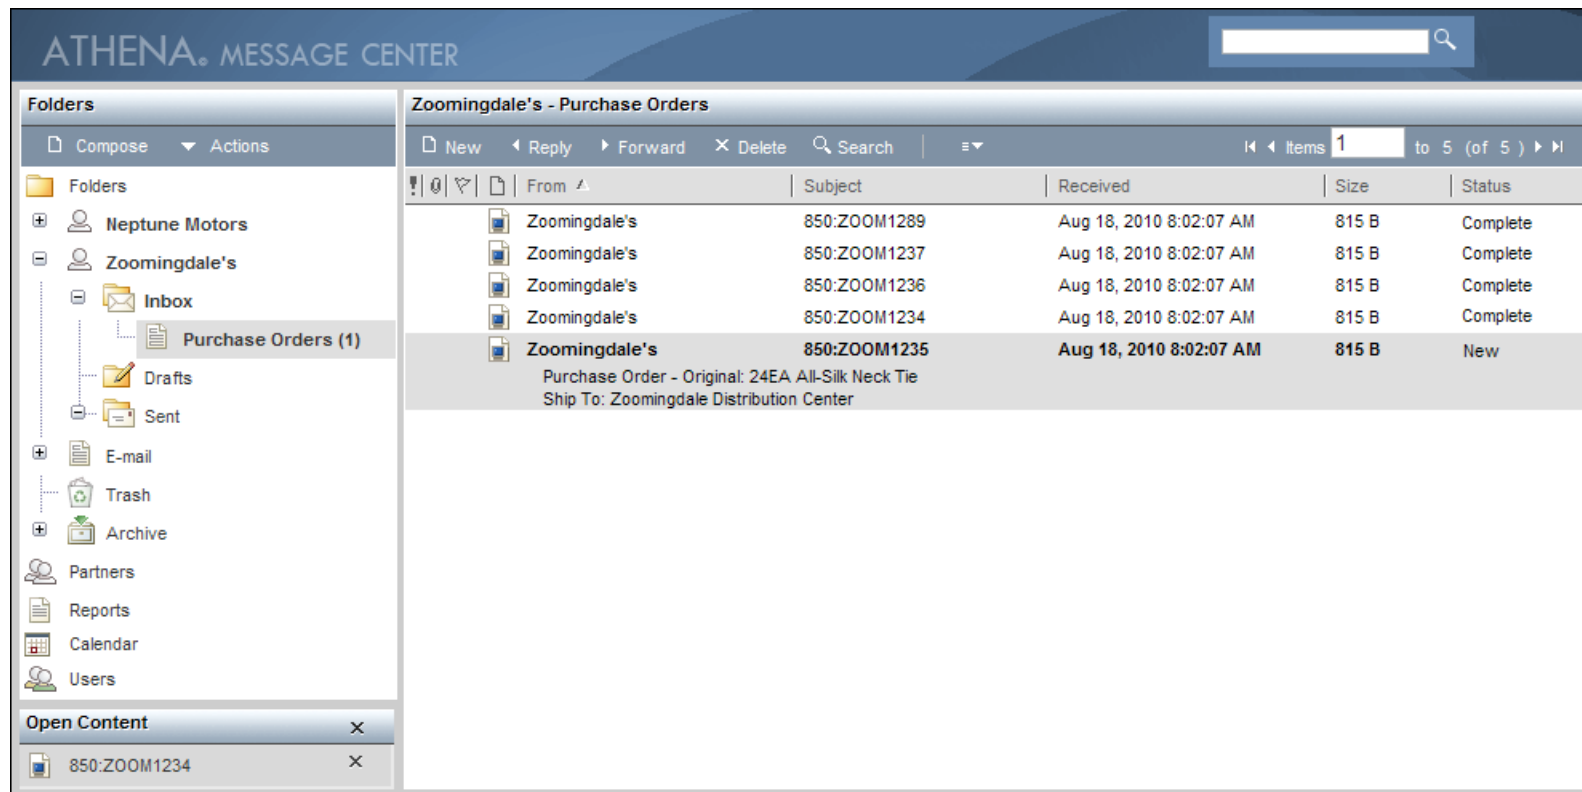 ATHENA® MESSAGE CENTER
Folders
Compose Actions
Folders
Neptune Motors
Zoomingdale's
Inbox
Purchase Orders (1)
Drafts
Sent
E-mail
Trash
Archive
Partners
Reports
Calendar
Users
Open Content
850:ZOOM1234
Zoomingdale's - Purchase Orders
New Reply Forward Delete Search Items 1 to 5 (of 5 )
From Subject Received Size Status
Zoomingdale's 850:ZOOM1289 Aug 18, 2010 8:02:07 AM 815 B Complete
Zoomingdale's 850:ZOOM1237 Aug 18, 2010 8:02:07 AM 815 B Complete
Zoomingdale's 850:ZOOM1236 Aug 18, 2010 8:02:07 AM 815 B Complete
Zoomingdale's 850:ZOOM1234 Aug 18, 2010 8:02:07 AM 815 B Complete
Zoomingdale's 850:ZOOM1235 Aug 18, 2010 8:02:07 AM 815 B New
Purchase Order - Original: 24EA All-Silk Neck Tie
Ship To: Zoomingdale Distribution Center